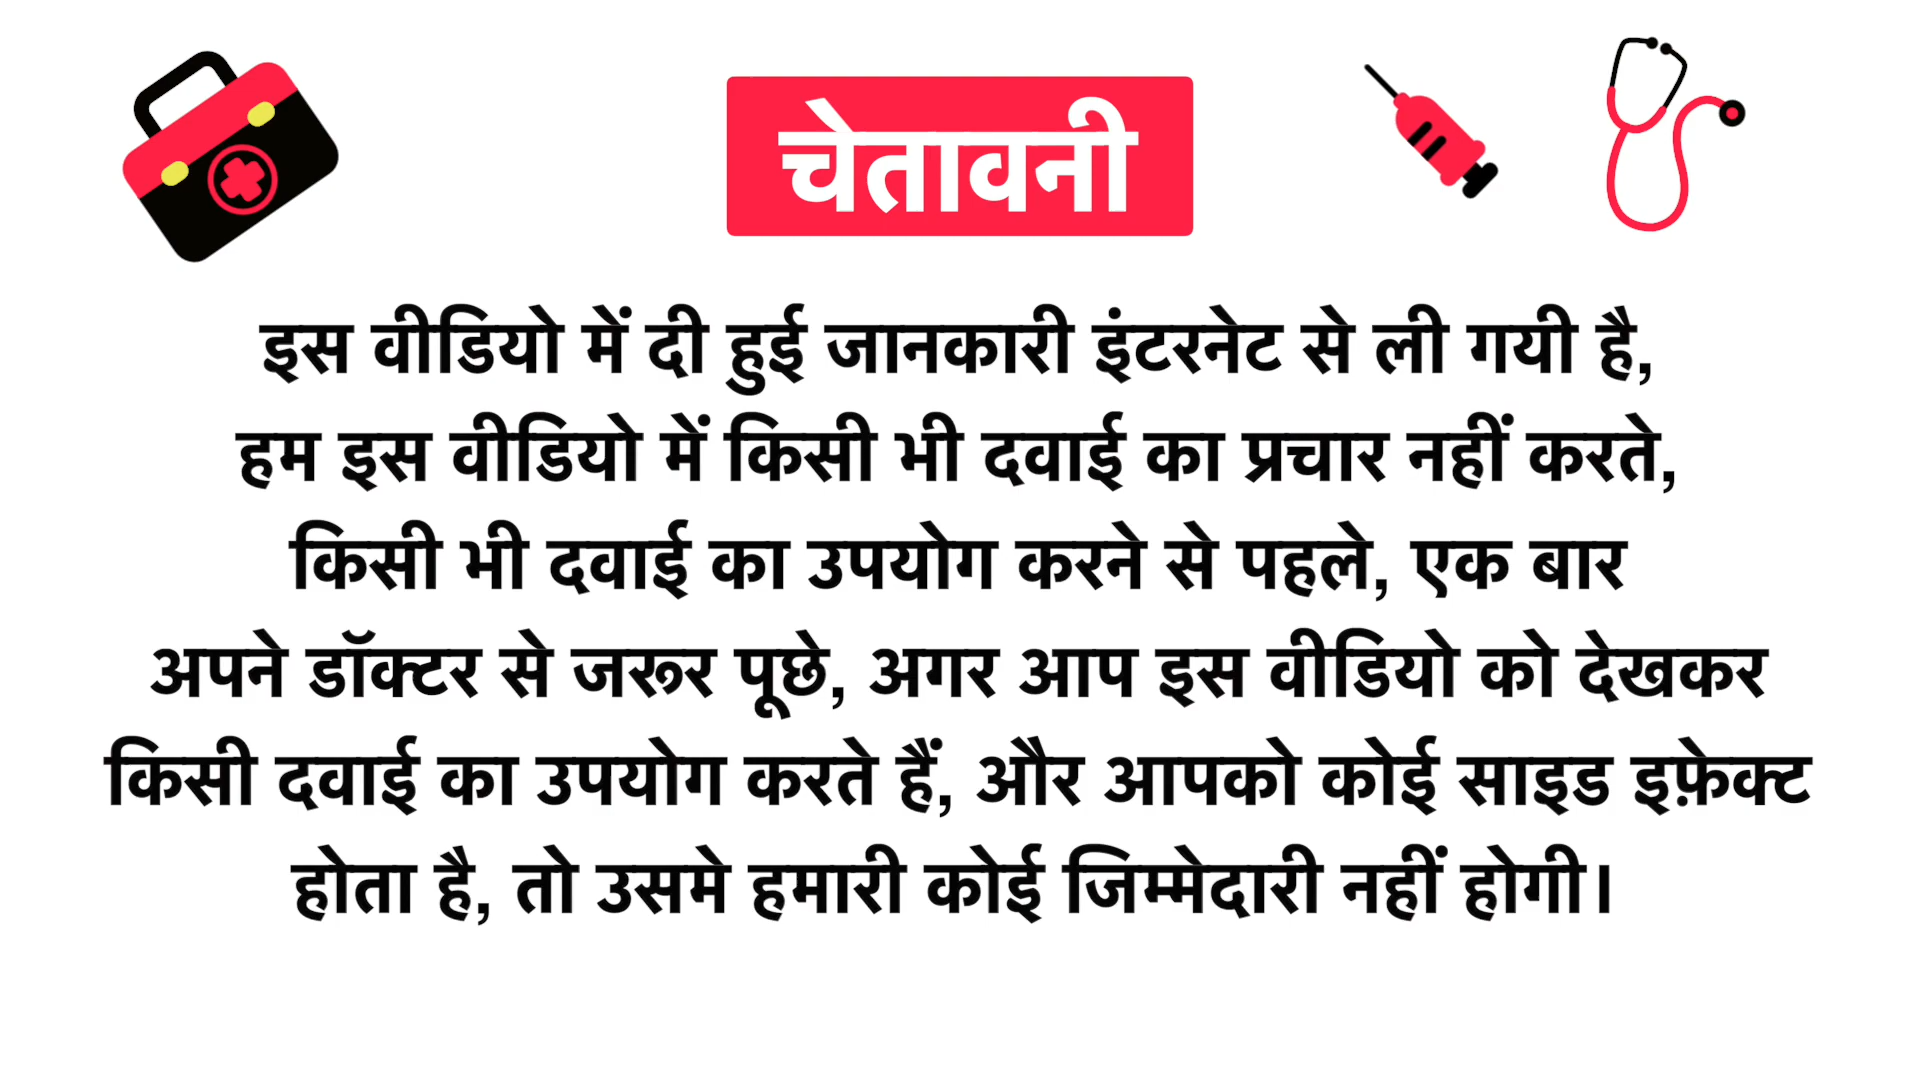 चेतावनी
इस वीडियो में दी हुई जानकारी इंटरनेट से ली गयी है,
हम इस वीडियो में किसी भी दवाई का प्रचार नहीं करते,
किसी भी दवाई का उपयोग करने से पहले, एक बार
अपने डॉक्टर से जरूर पूछे, अगर आप इस वीडियो को देखकर
किसी दवाई का उपयोग करते हैं, और आपको कोई साइड इफ़ेक्ट
होता है, तो उसमे हमारी कोई जिम्मेदारी नहीं होगी।